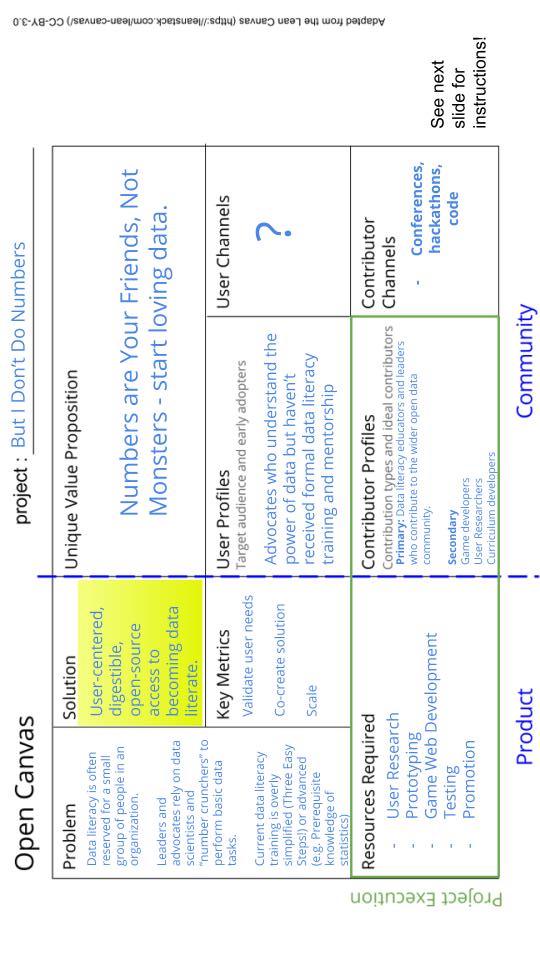 Open Canvas
project : But I Don't Do Numbers
Problem
Data literacy is often
reserved for a small
group of people in an
organization.
Leaders and
advocates rely on data
scientists and
"number crunchers" to
perform basic data
tasks.
Current data literacy
training is overly
simplified (Three Easy
Steps!) or advanced
(e.g. Prerequisite
knowledge of
statistics)
Solution
User-centered,
digestible,
open-source
access to
becoming data
literate.
Key Metrics
Validate user needs
Co-create solution
Scale
Unique Value Proposition
Numbers are Your Friends, Not
Monsters - start loving data.
User Profiles
Target audience and early adopters
Advocates who understand the
power of data but haven't
received formal data literacy
training and mentorship
User Channels
?
Resources Required
- User Research
- Prototyping
- Game Web Development
- Testing
- Promotion
Contributor Profiles
Contribution types and ideal contributors
Primary: Data literacy educators and leaders
who contribute to the wider open data
community.
Secondary
Game developers
User Researchers
Curriculum developers
Contributor
Channels
- Conferences,
hackathons,
code
Project Execution
Product
Community
See next
slide for
instructions!
Adapted from the Lean Canvas (https://leanstack.com/lean-canvas/) CC-BY-3.0